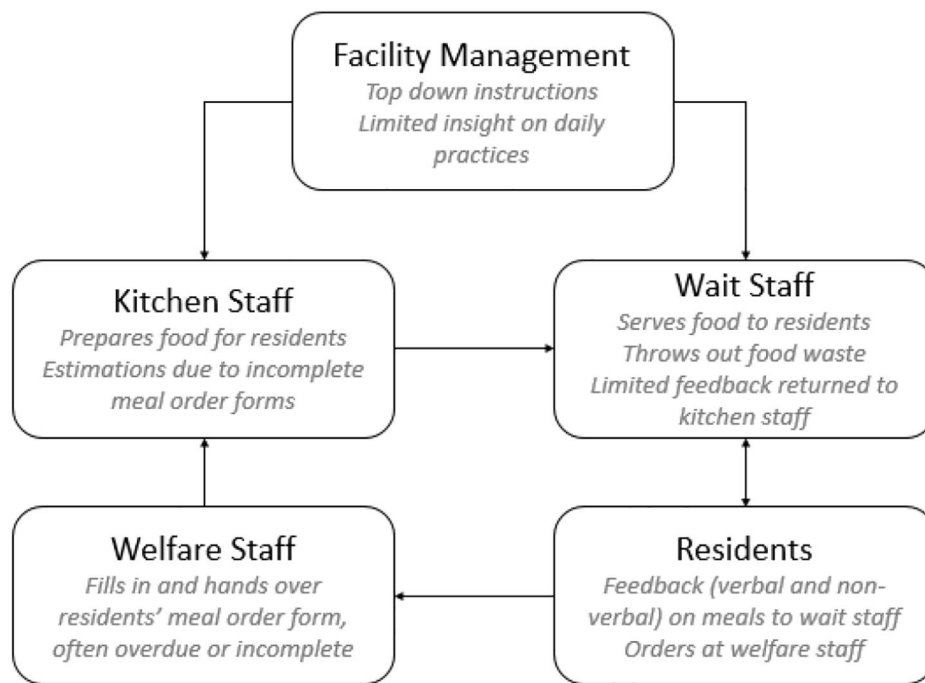 Facility Management
Top down instructions
Limited insight on daily
practices
Kitchen Staff
Prepares food for residents
Estimations due to incomplete
meal order forms
Wait Staff
Serves food to residents
Throws out food waste
Limited feedback returned to
kitchen staff
Welfare Staff
Fills in and hands over
residents’ meal order form,
often overdue or incomplete
Residents
Feedback (verbal and non-
verbal) on meals to wait staff
Orders at welfare staff